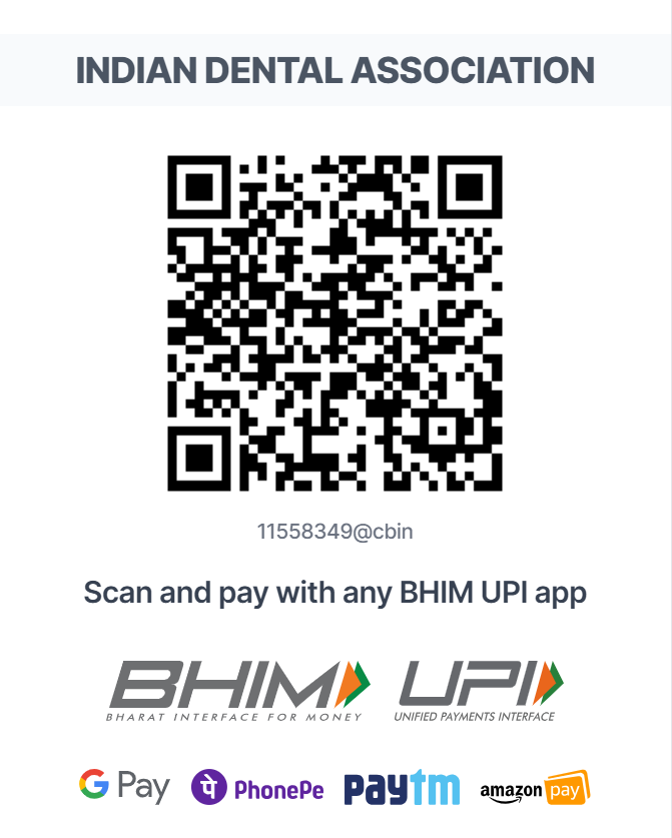 INDIAN DENTAL ASSOCIATION
11558349@cbin
Scan and pay with any BHIM UPI app
BHIM UPI
BHARAT INTERFACE FOR MONEY UNIFIED PAYMENTS INTERFACE
G Pay पे PhonePe paytm amazon pay